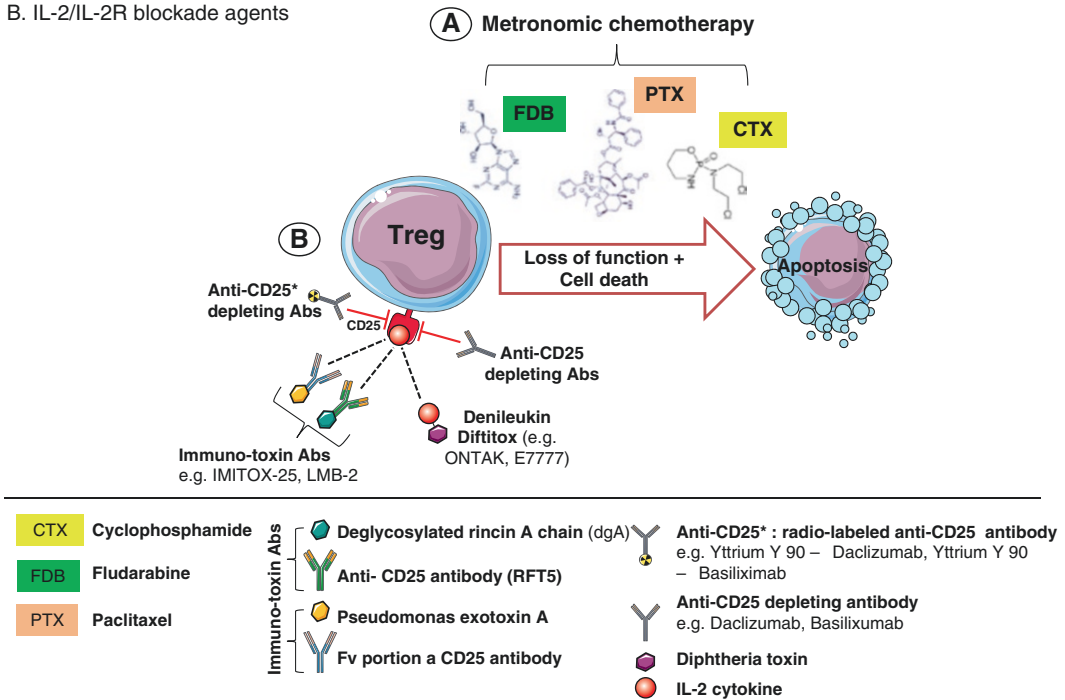 B. IL-2/IL-2R blockade agents
A Metronomic chemotherapy
FDB
PTX
CTX
Treg
B
Loss of function +
Cell death
Apoptosis
Anti-CD25*
depleting Abs
CD25
Anti-CD25
depleting Abs
Denileukin
Diftitox (e.g.
ONTAK, E7777)
Immuno-toxin Abs
e.g. IMITOX-25, LMB-2
CTX Cyclophosphamide
FDB Fludarabine
PTX Paclitaxel
Immuno-toxin Abs
Deglycosylated rincin A chain (dgA)
Anti- CD25 antibody (RFT5)
Pseudomonas exotoxin A
Fv portion a CD25 antibody
Anti-CD25* : radio-labeled anti-CD25 antibody
e.g. Yttrium Y 90 – Daclizumab, Yttrium Y 90
– Basiliximab
Anti-CD25 depleting antibody
e.g. Daclizumab, Basilixumab
Diphtheria toxin
IL-2 cytokine